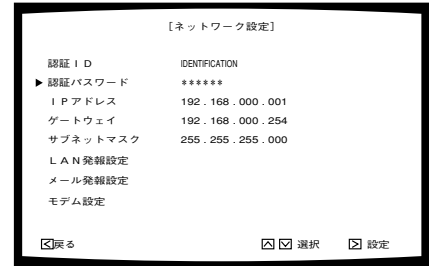 [ネットワーク設定]
認証ＩＤ IDENTIFICATION
▶認証パスワード ******
ＩＰアドレス 192．168．000．001
ゲートウェイ 192．168．000．254
サブネットマスク 255．255．255．000
ＬＡＮ発報設定
メール発報設定
モデム設定
戻る 選択 設定